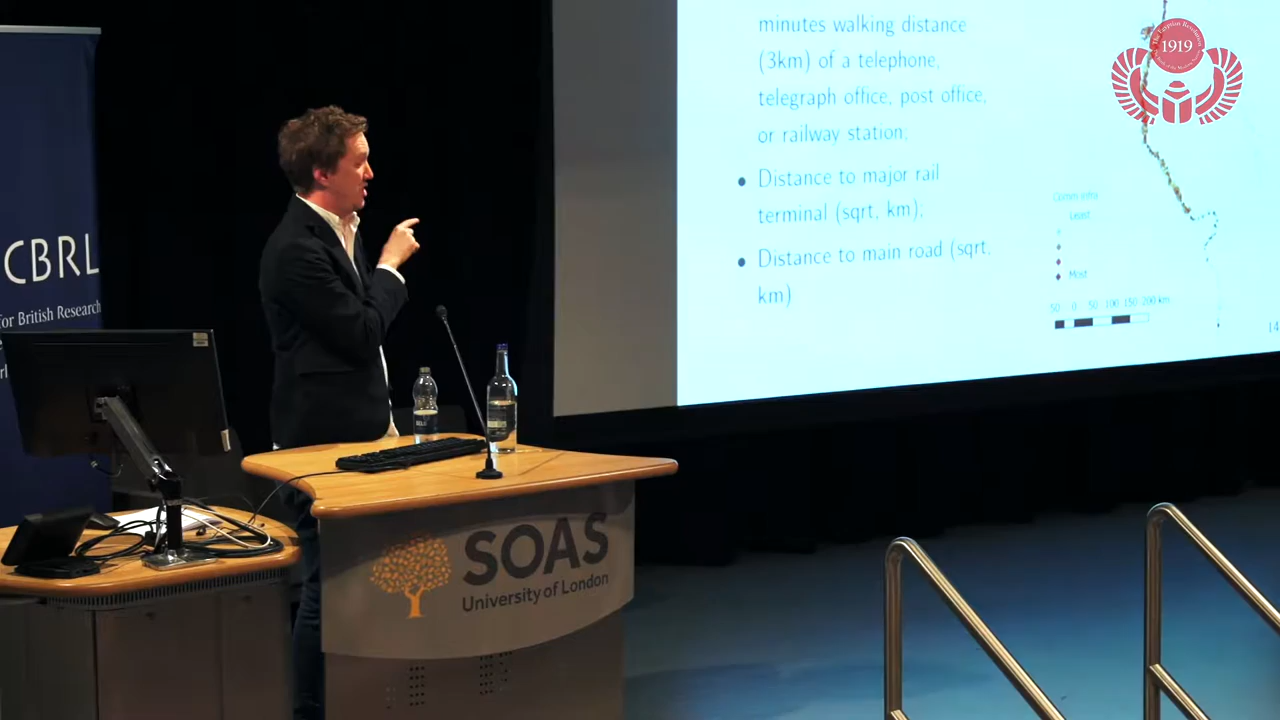 minutes walking distance
(3km) of a telephone,
telegraph office, post office,
or railway station;
• Distance to major rail
terminal (sqrt, km);
• Distance to main road (sqrt,
km)
1919
Comm infra
Least
Most
50 0 50 100 150 200 km
14
CBRL
for British Research
SOAS
University of London